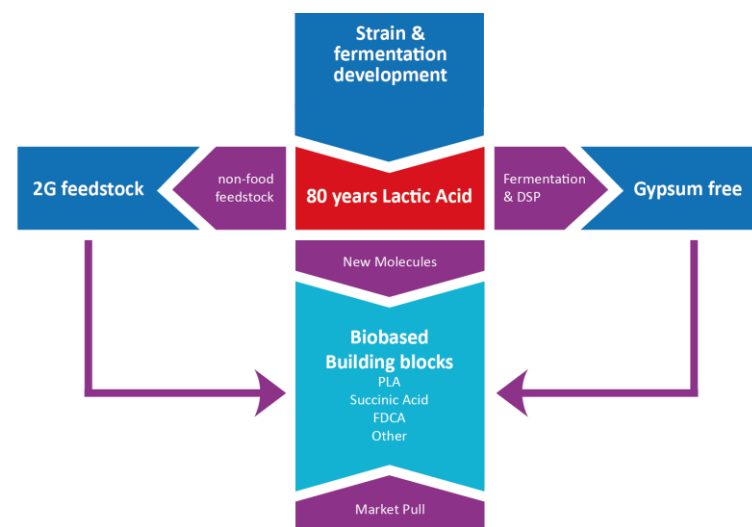 Strain &
fermentation
development
2G feedstock
non-food
feedstock
80 years Lactic Acid
Fermentation
& DSP
Gypsum free
New Molecules
Biobased
Building blocks
PLA
Succinic Acid
FDCA
Other
Market Pull